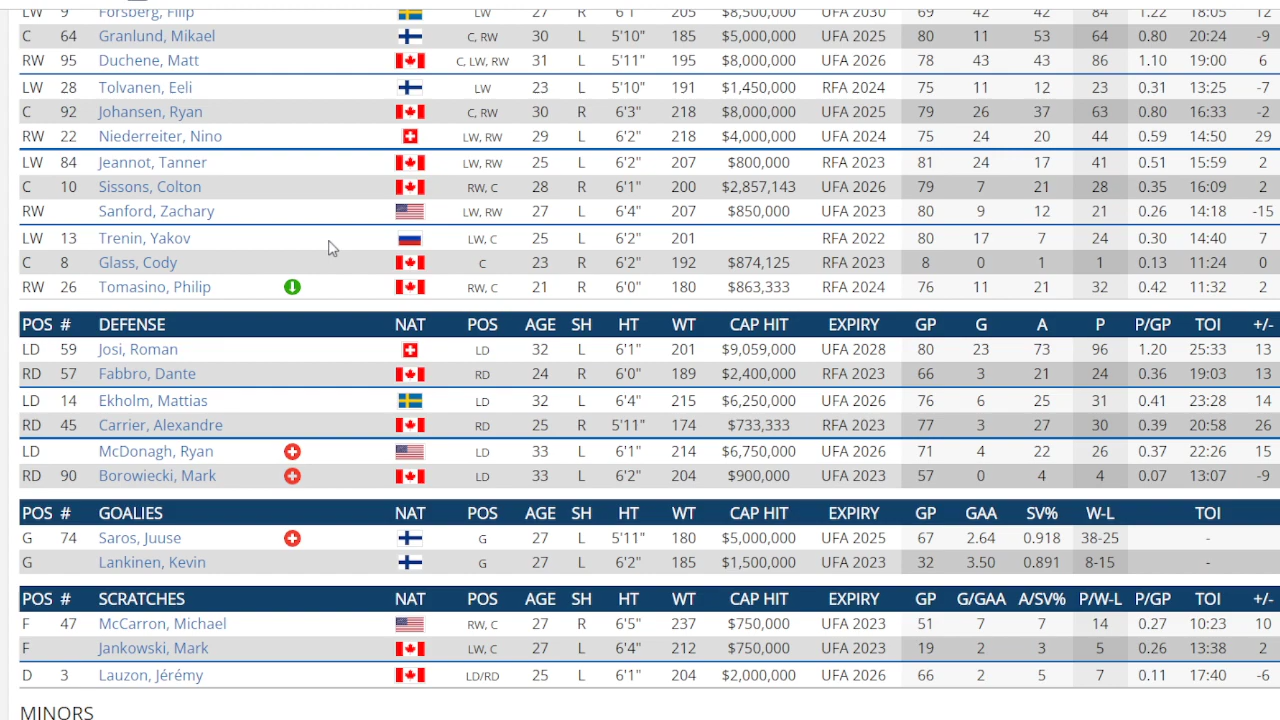 LW 9 Forsberg, Filip LW 27 R 6'1" 205 $8,500,000 UFA 2030 69 42 42 1.22 18:05 12
C 64 Granlund, Mikael C, RW 30 L 5'10" 185 $5,000,000 UFA 2025 80 11 53 0.80 20:24 -9
RW 95 Duchene, Matt C, LW, RW 31 L 5'11" 195 $8,000,000 UFA 2026 78 43 43 86 1.10 19:00 6
LW 28 Tolvanen, Eeli LW 23 L 5'10" 191 $1,450,000 RFA 2024 75 11 12 23 0.31 13:25 -7
C 92 Johansen, Ryan C, RW 30 R 6'3" 218 $8,000,000 UFA 2025 79 26 37 0.80 16:33 -2
RW 22 Niederreiter, Nino LW, RW 29 L 6'2" 218 $4,000,000 UFA 2024 75 24 20 44 0.59 14:50 29
LW 84 Jeannot, Tanner LW, RW 25 L 6'2" 207 $800,000 RFA 2023 81 24 17 41 0.51 15:59 2
C 10 Sissons, Colton RW, C 28 R 6'1" 200 $2,857,143 UFA 2026 79 7 21 28 0.35 16:09 2
RW Sanford, Zachary LW, RW 27 L 6'4" 207 $850,000 UFA 2023 80 9 12 21 0.26 14:18 -15
LW 13 Trenin, Yakov LW, C 25 L 6'2" 201 RFA 2022 80 17 7 24 0.30 14:40 7
C 8 Glass, Cody C 23 R 6'2" 192 $874,125 RFA 2023 8 0 1 1 0.13 11:24 0
RW 26 Tomasino, Philip RW, C 21 R 6'0" 180 $863,333 RFA 2024 76 11 21 32 0.42 11:32 2
POS # DEFENSE NAT POS AGE SH HT WT CAP HIT EXPIRY GP G A P P/GP TOI +/-
LD 59 Josi, Roman LD 32 L 6'1" 201 $9,059,000 UFA 2028 80 23 73 96 1.20 25:33 13
RD 57 Fabbro, Dante RD 24 R 6'0" 189 $2,400,000 RFA 2023 66 3 21 24 0.36 19:03 13
LD 14 Ekholm, Mattias LD 32 L 6'4" 215 $6,250,000 UFA 2026 76 6 25 31 0.41 23:28 14
RD 45 Carrier, Alexandre RD 25 R 5'11" 174 $733,333 RFA 2023 77 3 27 30 0.39 20:58 26
LD McDonagh, Ryan LD 33 L 6'1" 214 $6,750,000 UFA 2026 71 4 22 26 0.37 22:26 15
RD 90 Borowiecki, Mark RD 33 L 6'2" 204 $900,000 UFA 2023 57 0 4 4 0.07 13:07 -9
POS # GOALIES NAT POS AGE SH HT WT CAP HIT EXPIRY GP GAA SV% W-L TOI
G 74 Saros, Juuse G 27 L 5'11" 180 $5,000,000 UFA 2025 67 2.64 0.918 38-25 -
G Lankinen, Kevin G 27 L 6'2" 185 $1,500,000 UFA 2023 32 3.50 0.891 8-15 -
POS # SCRATCHES NAT POS AGE SH HT WT CAP HIT EXPIRY GP G/GAA A/SV% P/W-L P/GP TOI +/-
F 47 McCarron, Michael RW, C 27 R 6'5" 237 $750,000 UFA 2023 51 7 7 14 0.27 10:23 10
F Jankowski, Mark LW, C 27 L 6'4" 212 $750,000 UFA 2023 19 2 3 5 0.26 13:38 2
D 3 Lauzon, Jérémy LD/RD 25 L 6'1" 204 $2,000,000 UFA 2026 66 2 5 7 0.11 17:40 -6
MINORS